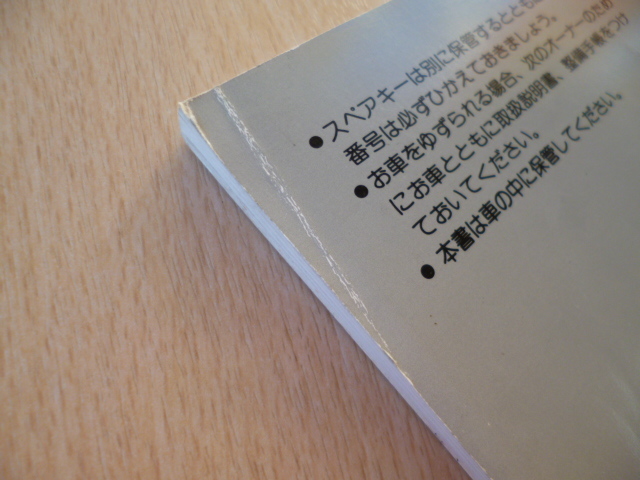 ●スペアキーは別に保管するととも
番号は必ずひかえておきましょう。
●お車をゆずられる場合、次のオーナーのため
にお車とともに取扱説明書、整備手帳をつけ
ておいてください。
●本書は車の中に保管してください。